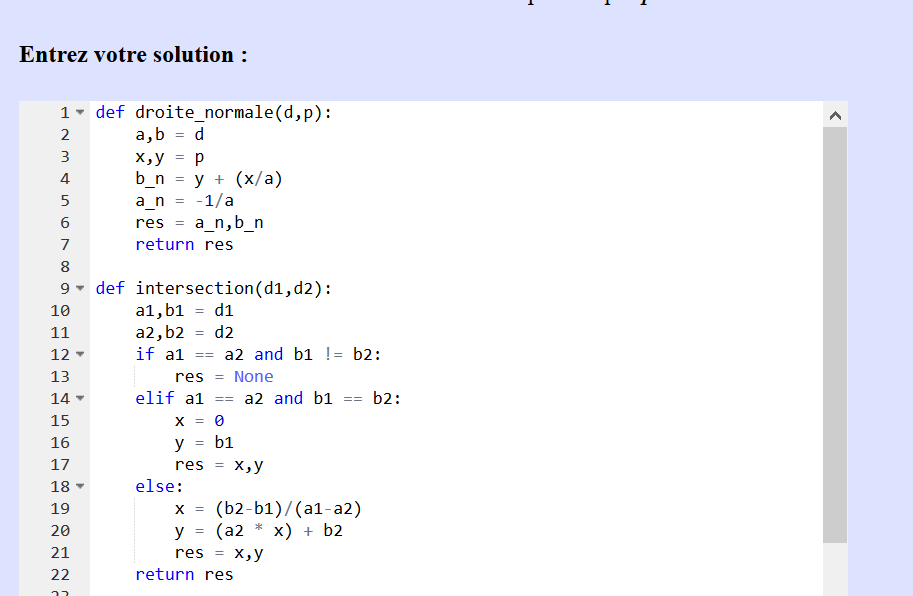 Entrez votre solution :
1 def droite_normale(d,p):
2     a,b = d
3     x,y = p
4     b_n = y + (x/a)
5     a_n = -1/a
6     res = a_n,b_n
7     return res
8
9 def intersection(d1,d2):
10     a1,b1 = d1
11     a2,b2 = d2
12     if a1 == a2 and b1 != b2:
13         res = None
14     elif a1 == a2 and b1 == b2:
15         x = 0
16         y = b1
17         res = x,y
18     else:
19         x = (b2-b1)/(a1-a2)
20         y = (a2 * x) + b2
21         res = x,y
22     return res